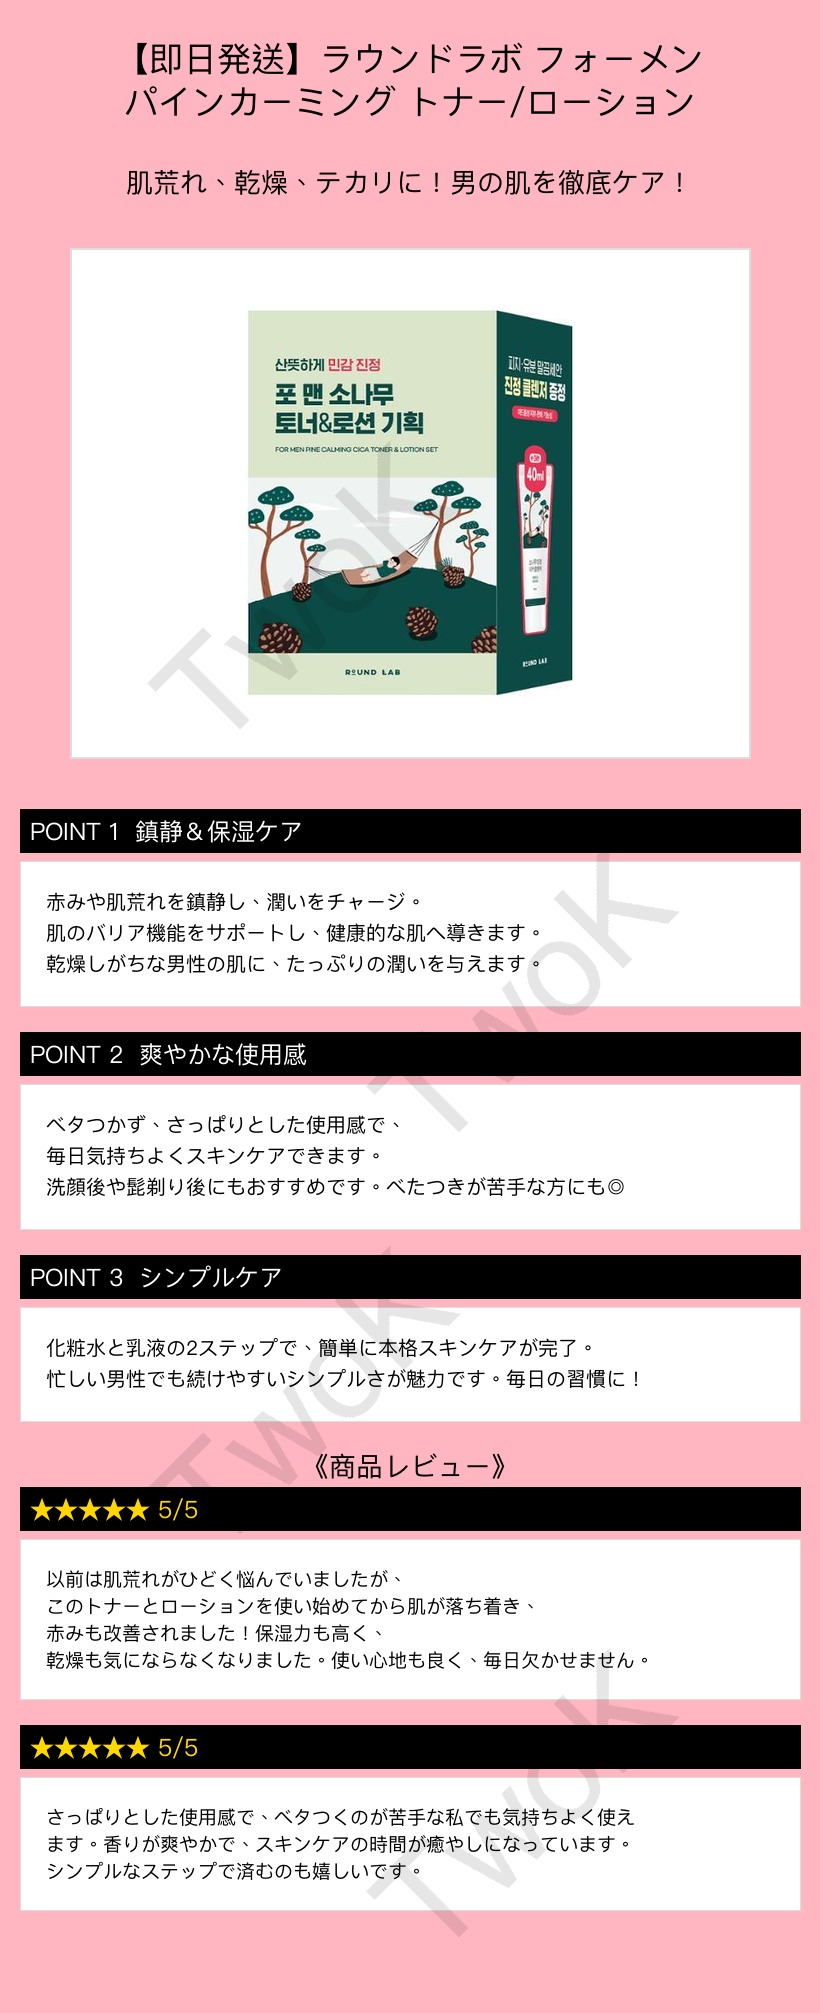 【即日発送】ラウンドラボ フォーメン
パインカーミング トナー/ローション
肌荒れ、乾燥、テカリに！男の肌を徹底ケア！
산뜻하게 민감 진정
포 맨 소나무
토너&로션 기획
FOR MEN PINE CALMING CICA TONER & LOTION SET
ROUND LAB
피지·유분 말끔세안
진정 클렌저 증정
40ml
ROUND LAB
TwoK
POINT 1 鎮静＆保湿ケア
赤みや肌荒れを鎮静し、潤いをチャージ。
肌のバリア機能をサポートし、健康的な肌へ導きます。
乾燥しがちな男性の肌に、たっぷりの潤いを与えます。
TwoK
POINT 2 爽やかな使用感
ベタつかず、さっぱりとした使用感で、
毎日気持ちよくスキンケアできます。
洗顔後や髭剃り後にもおすすめです。べたつきが苦手な方にも◎
POINT 3 シンプルケア
化粧水と乳液の2ステップで、簡単に本格スキンケアが完了。
忙しい男性でも続けやすいシンプルさが魅力です。毎日の習慣に！
TwoK
《商品レビュー》
★★★★★ 5/5
以前は肌荒れがひどく悩んでいましたが、
このトナーとローションを使い始めてから肌が落ち着き、
赤みも改善されました！保湿力も高く、
乾燥も気にならなくなりました。使い心地も良く、毎日欠かせません。
★★★★★ 5/5
さっぱりとした使用感で、ベタつくのが苦手な私でも気持ちよく使え
ます。香りが爽やかで、スキンケアの時間が癒やしになっています。
シンプルなステップで済むのも嬉しいです。
TwoK